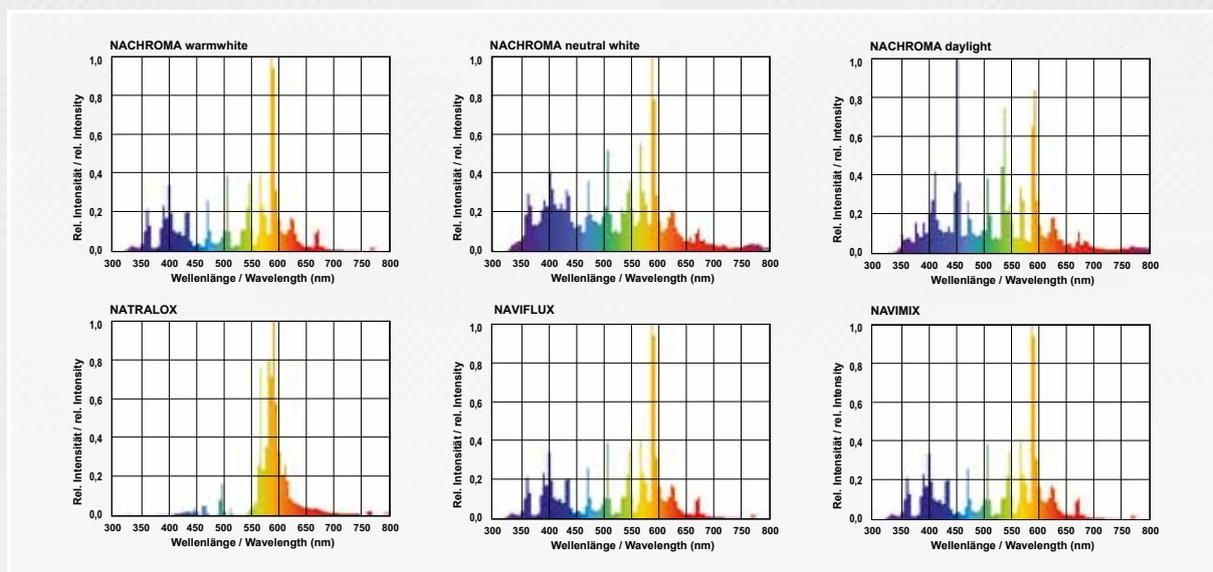 NACHROMA warmwhite
Rel. Intensität / rel. Intensity
1,0
0,8
0,6
0,4
0,2
0,0
300 350 400 450 500 550 600 650 700 750 800
Wellenlänge / Wavelength (nm)
NACHROMA neutral white
Rel. Intensität / rel. Intensity
1,0
0,8
0,6
0,4
0,2
0,0
300 350 400 450 500 550 600 650 700 750 800
Wellenlänge / Wavelength (nm)
NACHROMA daylight
Rel. Intensität / rel. Intensity
1,0
0,8
0,6
0,4
0,2
0,0
300 350 400 450 500 550 600 650 700 750 800
Wellenlänge / Wavelength (nm)
NATRALOX
Rel. Intensität / rel. Intensity
1,0
0,8
0,6
0,4
0,2
0,0
300 350 400 450 500 550 600 650 700 750 800
Wellenlänge / Wavelength (nm)
NAVIFLUX
Rel. Intensität / rel. Intensity
1,0
0,8
0,6
0,4
0,2
0,0
300 350 400 450 500 550 600 650 700 750 800
Wellenlänge / Wavelength (nm)
NAVIMIX
Rel. Intensität / rel. Intensity
1,0
0,8
0,6
0,4
0,2
0,0
300 350 400 450 500 550 600 650 700 750 800
Wellenlänge / Wavelength (nm)